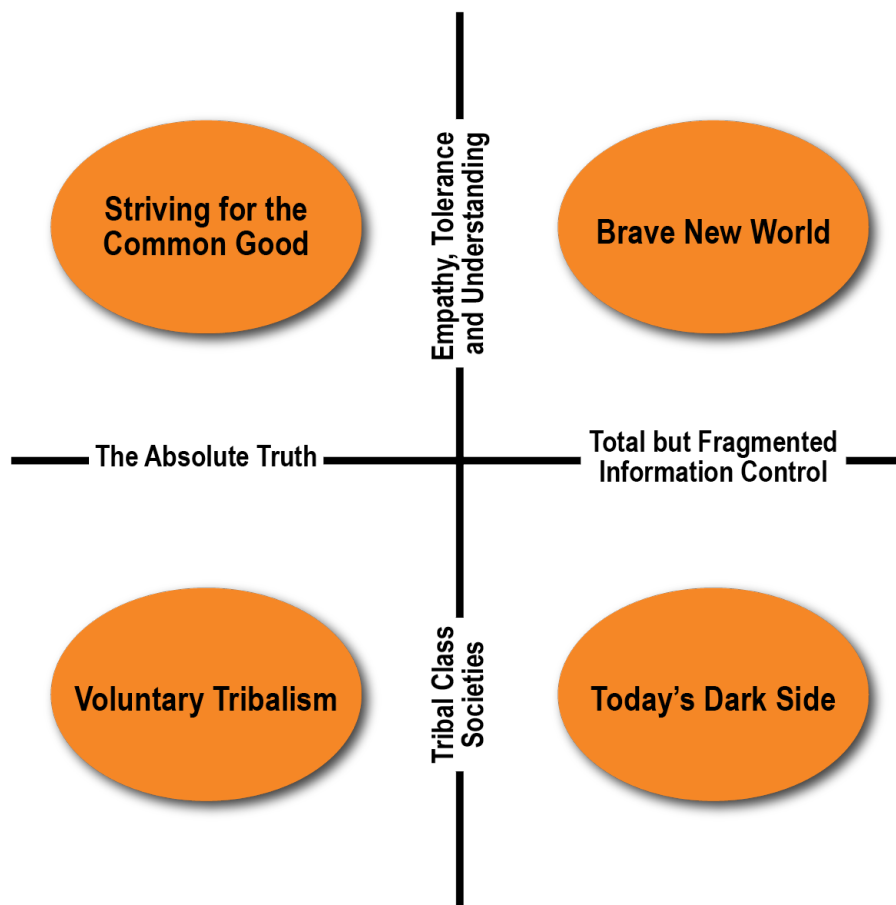 Empathy, Tolerance
and Understanding
Striving for the
Common Good
Brave New World
The Absolute Truth
Total but Fragmented
Information Control
Tribal Class
Societies
Voluntary Tribalism
Today’s Dark Side